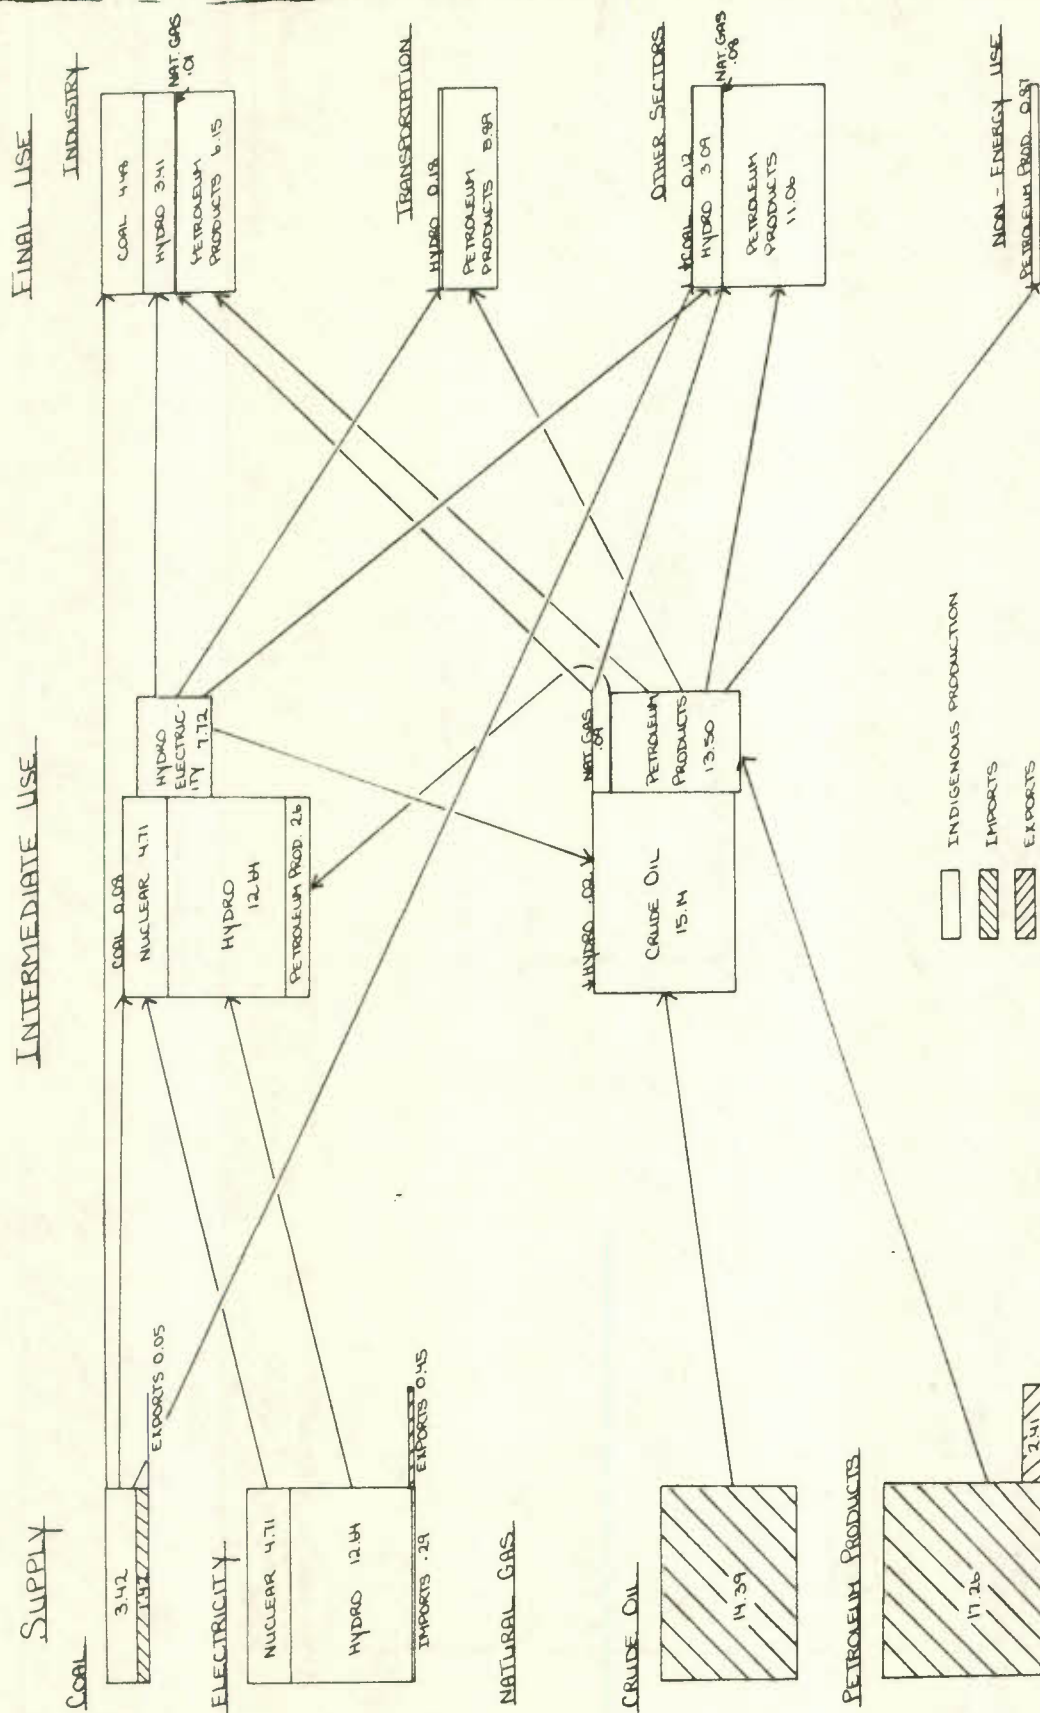 SUPPLY
INTERMEDIATE USE
FINAL USE
COAL
3.42
EXPORTS 0.05
ELECTRICITY
NUCLEAR 4.71
HYDRO 12.64
IMPORTS .29
EXPORTS 0.45
NATURAL GAS
CRUDE OIL
14.39
PETROLEUM PRODUCTS
17.26
2.41
COAL 0.08
NUCLEAR 4.71
HYDRO
12.64
PETROLEUM PROD. 26
HYDRO
ELECTRIC-
ITY 7.72
HYDRO .02
CRUDE OIL
15.14
NAT GAS
.09
PETROLEUM
PRODUCTS
13.50
INDIGENOUS PRODUCTION
IMPORTS
EXPORTS
INDUSTRY
COAL 4.48
HYDRO 3.41
NAT. GAS
.01
PETROLEUM
PRODUCTS 6.15
TRANSPORTATION
HYDRO 0.18
PETROLEUM
PRODUCTS
OTHER SECTORS
COAL 0.12
HYDRO 3.09
NAT. GAS
.08
PETROLEUM
PRODUCTS
11.06
NON-ENERGY USE
PETROLEUM PROD. 0.87